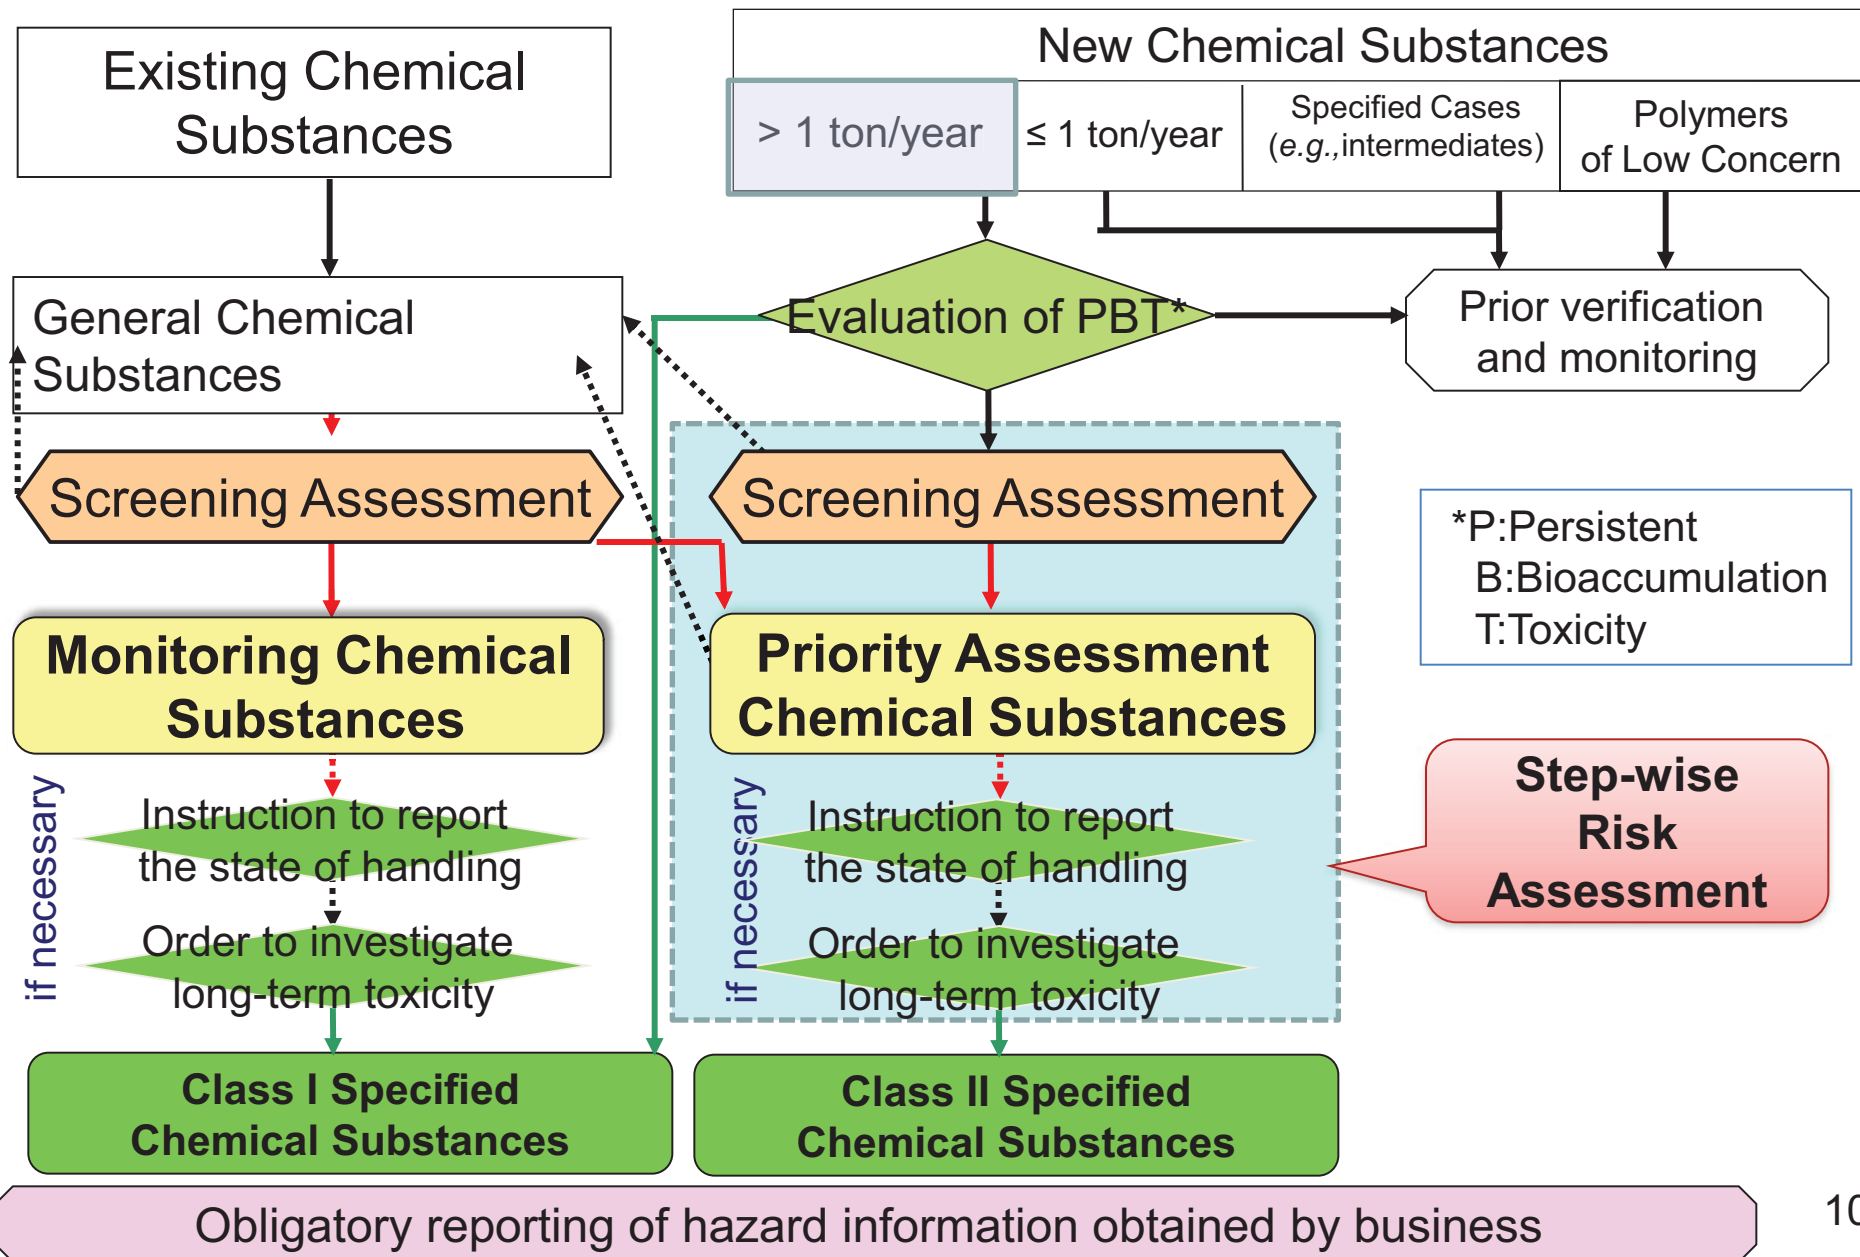 Existing Chemical
Substances
New Chemical Substances
> 1 ton/year
≤ 1 ton/year
Specified Cases
(e.g.,intermediates)
Polymers
of Low Concern
General Chemical
Substances
Evaluation of PBT*
Prior verification
and monitoring
Screening Assessment
Screening Assessment
*P:Persistent
B:Bioaccumulation
T:Toxicity
Monitoring Chemical
Substances
Priority Assessment
Chemical Substances
if necessary
Instruction to report
the state of handling
Order to investigate
long-term toxicity
if necessary
Instruction to report
the state of handling
Order to investigate
long-term toxicity
Step-wise
Risk
Assessment
Class I Specified
Chemical Substances
Class II Specified
Chemical Substances
Obligatory reporting of hazard information obtained by business
10